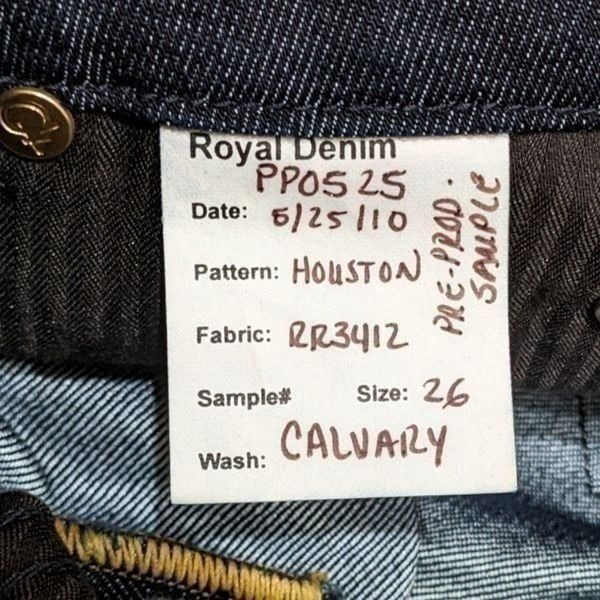 Royal Denim
PP0525
Date: 5/25/10
Pattern: HOUSTON
Fabric: RR3412
Sample# Size: 26
Wash: CALVARY
PRE-PROD.
SAMPLE